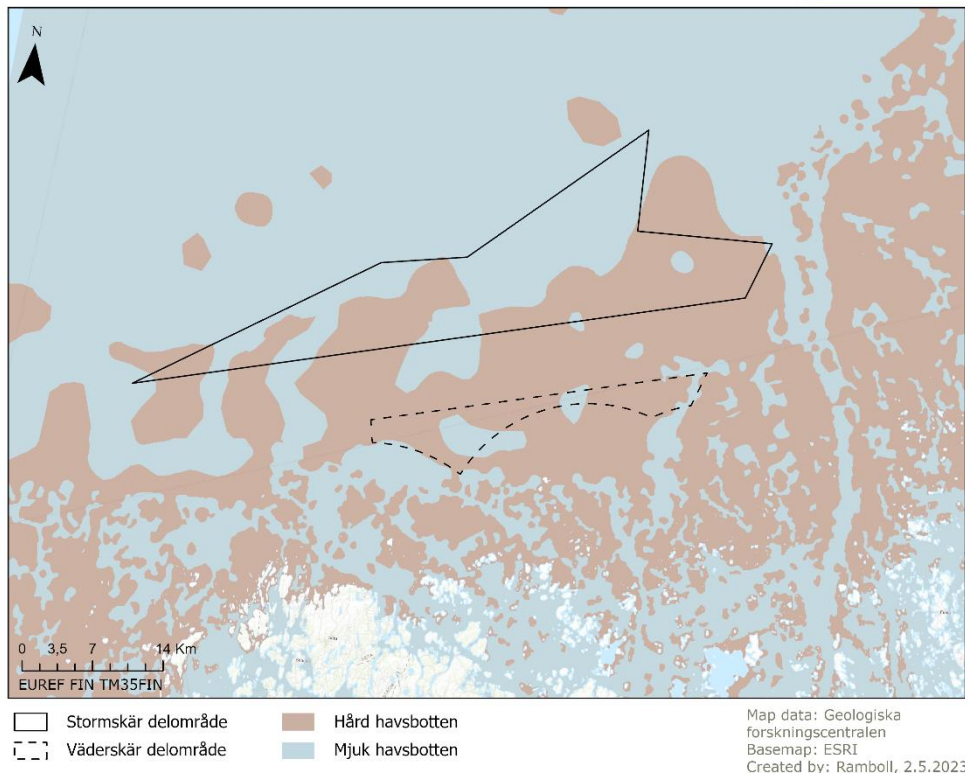 N
0 3,5 7 14 Km
EUREF FIN TM35FIN
Stormskär delområde
Väderskär delområde
Hård havsbotten
Mjuk havsbotten
Map data: Geologiska
forskningscentralen
Basemap: ESRI
Created by: Ramboll, 2.5.2023